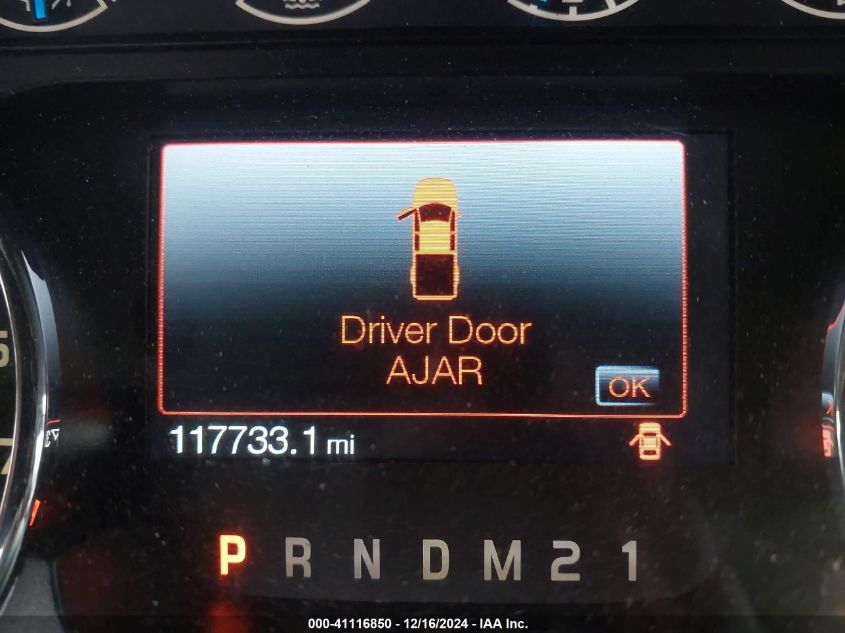 Driver Door
AJAR
OK
117733.1 mi
P R N D M 2 1
000-41116850 - 12/16/2024 - IAA Inc.